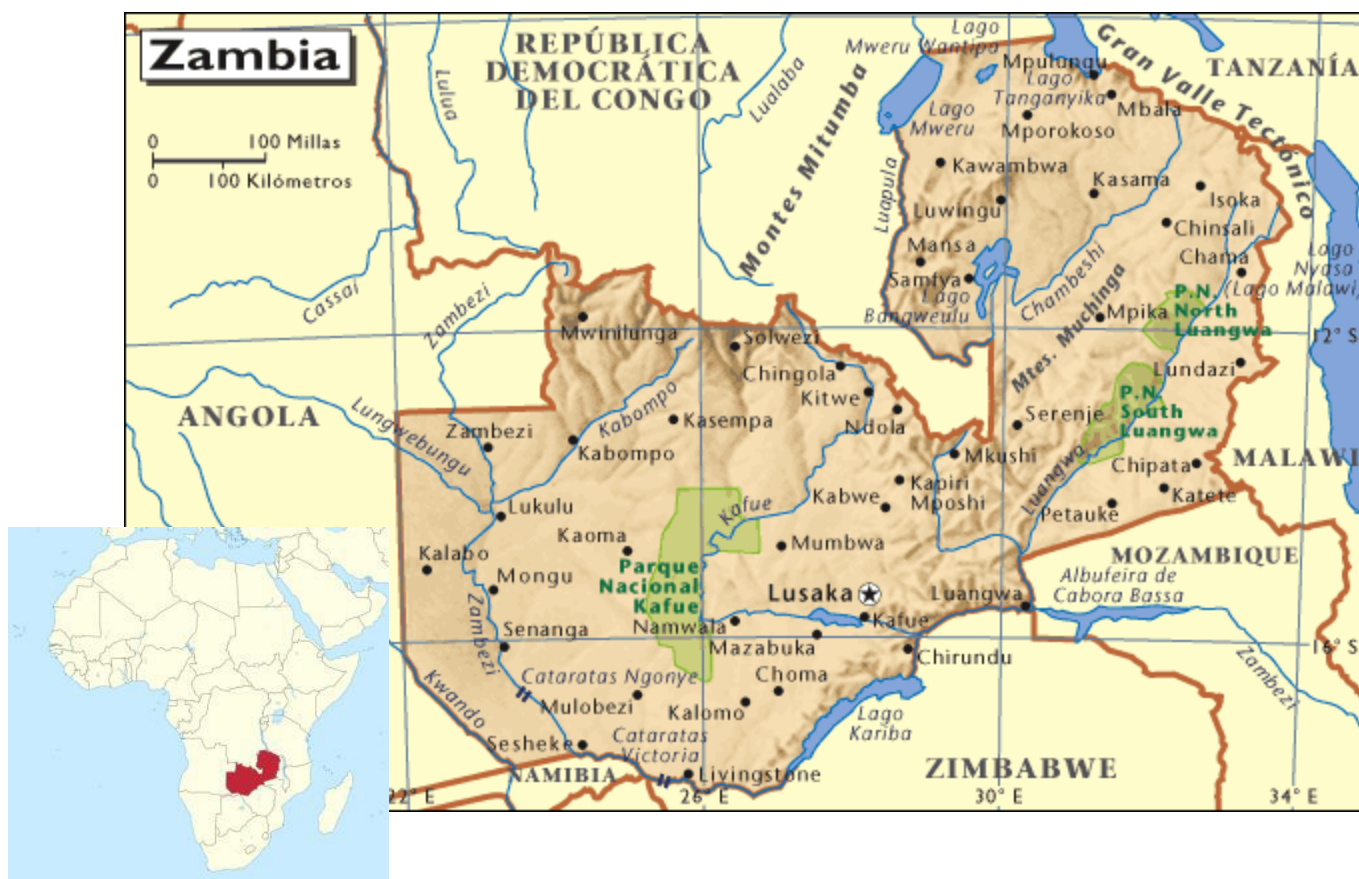 Zambia
0 100 Millas
0 100 Kilómetros
REPÚBLICA
DEMOCRÁTICA
DEL CONGO
Lulua
Lualaba
Montes Mitumba
Lago
Mweru Wantipa
Mpulungu
Lago
Tanganyika
Gran Valle Tectónico
TANZANÍA
Mbala
Lago
Mweru
Mporokoso
Kawambwa
Kasama
Isoka
Luapula
Luwingu
Chinsali
Mansa
Chama
Samfya
Lago
Bangweulu
Chambeshi
Lago
Nyasa
(Lago Malawi)
Cassai
Zambezi
Mwinilunga
Solwezi
Mpika
P.N.
North
Luangwa
12° S
Mtes. Muchinga
Chingola
Lundazi
Kitwe
ANGOLA
Lungwebungu
Kabompo
Kasempa
Ndola
Serenje
P.N.
South
Luangwa
Zambezi
Kabompo
Mkushi
Luangwa
Chipata
MALAWI
Lukulu
Kafue
Kabwe
Kapiri
Mposhi
Katete
Petauke
Kaoma
Mumbwa
Kalabo
Mongu
Parque
Nacional
Kafue
MOZAMBIQUE
Albufeira de
Cabora Bassa
Lusaka
Luangwa
Zambezi
Senanga
Namwala
Kafue
Mazabuka
Chirundu
16° S
Zambezi
Kwando
Cataratas Ngonye
Choma
Mulobezi
Kalomo
Lago
Kariba
Sesheke
Cataratas
Victoria
NAMIBIA
Livingstone
ZIMBABWE
22° E
26° E
30° E
34° E